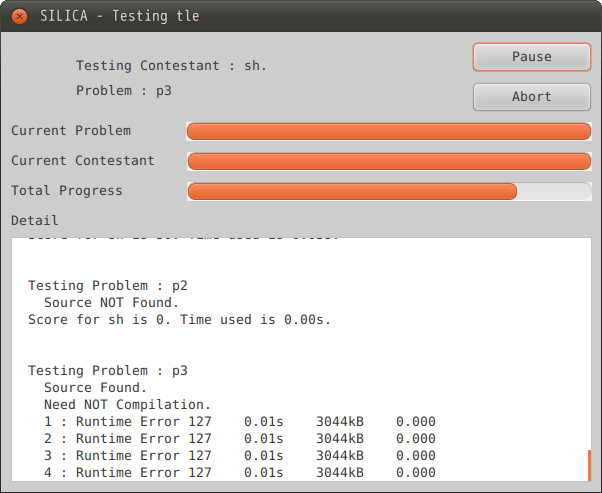 SILICA - Testing tle
Testing Contestant : sh.
Pause
Problem : p3
Abort
Current Problem
Current Contestant
Total Progress
Detail
Testing Problem : p2
Source NOT Found.
Score for sh is 0. Time used is 0.00s.
Testing Problem : p3
Source Found.
Need NOT Compilation.
1 : Runtime Error 127 0.01s 3044kB 0.000
2 : Runtime Error 127 0.01s 3044kB 0.000
3 : Runtime Error 127 0.01s 3044kB 0.000
4 : Runtime Error 127 0.01s 3044kB 0.000